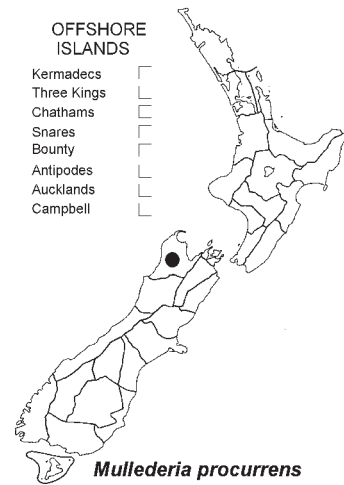 OFFSHORE
ISLANDS
Kermadecs
Three Kings
Chathams
Snares
Bounty
Antipodes
Aucklands
Campbell
Mullederia procurrens